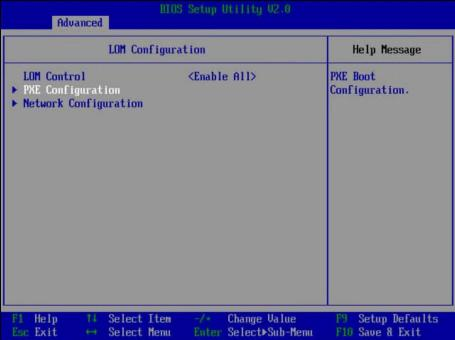 BIOS Setup Utility V2.0
Advanced
LOM Configuration
Help Message
LOM Control <Enable All>
▶ PXE Configuration
▶ Network Configuration
PXE Boot
Configuration.
F1 Help ↑↓ Select Item -/+ Change Value F9 Setup Defaults
Esc Exit ↔ Select Menu Enter Select▶Sub-Menu F10 Save & Exit